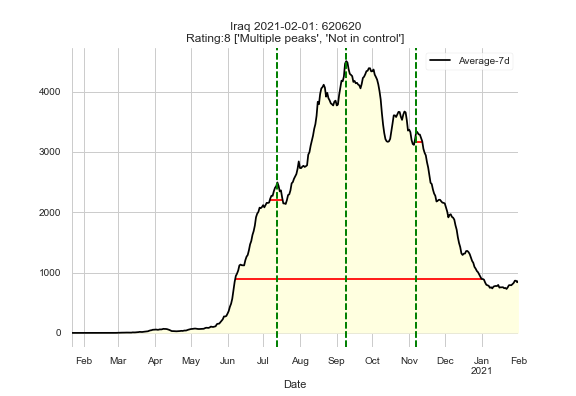 Iraq 2021-02-01: 620620
Rating:8 ['Multiple peaks', 'Not in control']
Average-7d
4000
3000
2000
1000
0
Feb Mar Apr May Jun Jul Aug Sep Oct Nov Dec Jan Feb
2021
Date